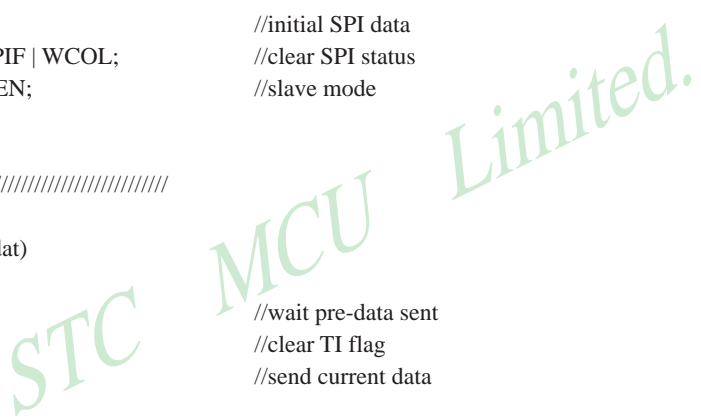 //initial SPI data
PIF | WCOL; //clear SPI status
EN; //slave mode
/////////////////////////
dat)
//wait pre-data sent
//clear TI flag
//send current data
STC MCU Limited.